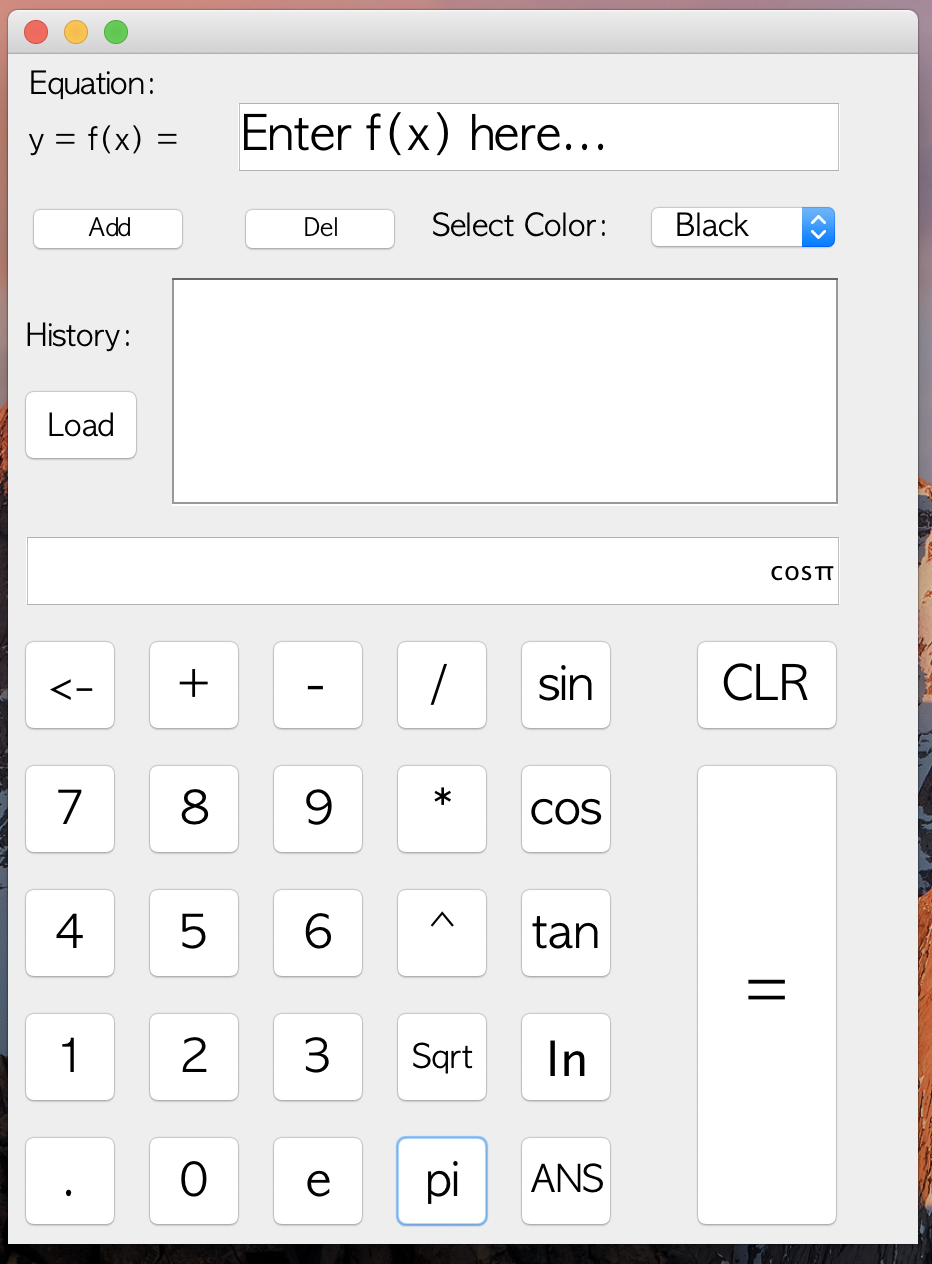 Equation:
y = f(x) = Enter f(x) here...
Add Del Select Color: Black
History:
Load
cosπ
<- + - / sin CLR
7 8 9 * cos
4 5 6 ^ tan
=
1 2 3 Sqrt ln
. 0 e pi ANS